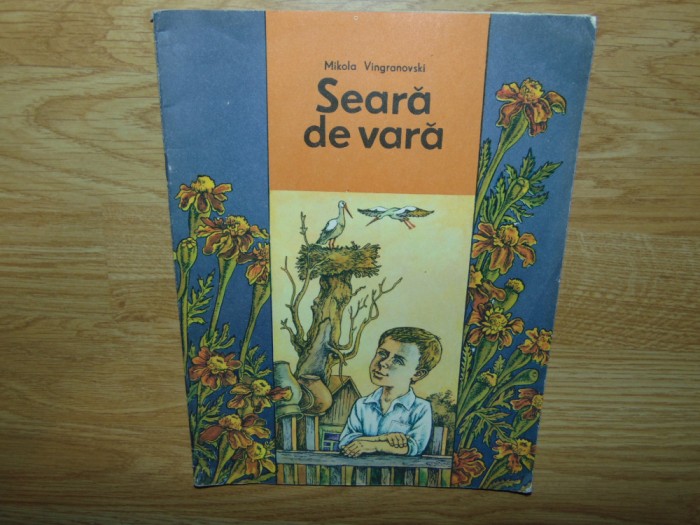 Mikola Vingranovski
Seară
de vară